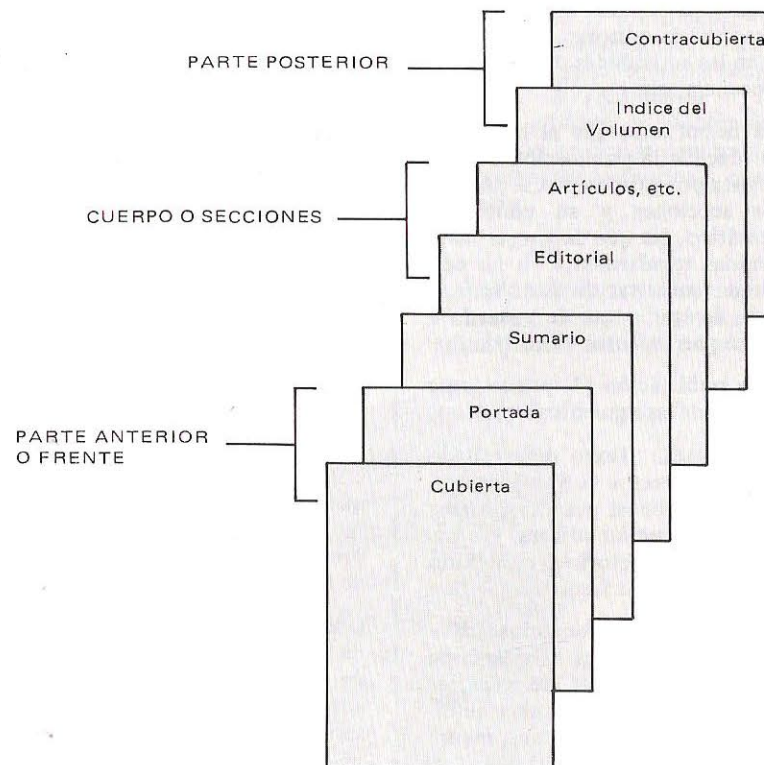 Contracubierta
PARTE POSTERIOR
Indice del
Volumen
Artículos, etc.
CUERPO O SECCIONES
Editorial
Sumario
Portada
PARTE ANTERIOR
O FRENTE
Cubierta